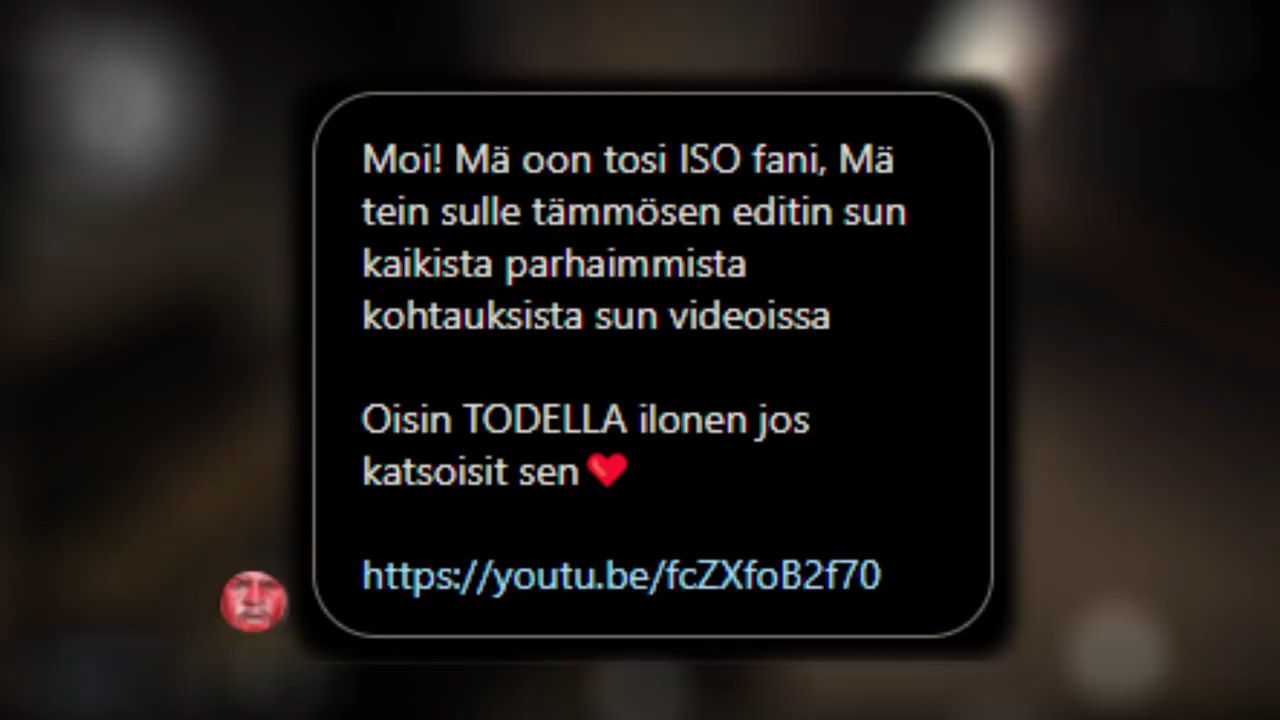 Moi! Mä oon tosi ISO fani, Mä
tein sulle tämmösen editin sun
kaikista parhaimmista
kohtauksista sun videoissa
Oisin TODELLA ilonen jos
katsoisit sen ❤️
https://youtu.be/fcZXfoB2f70